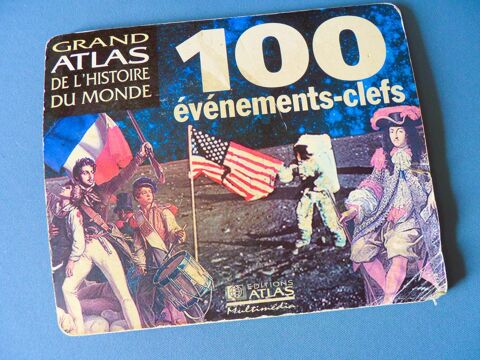 GRAND
ATLAS
DE L'HISTOIRE
DU MONDE
100
événements-clefs
EDITIONS
ATLAS
Multimédia